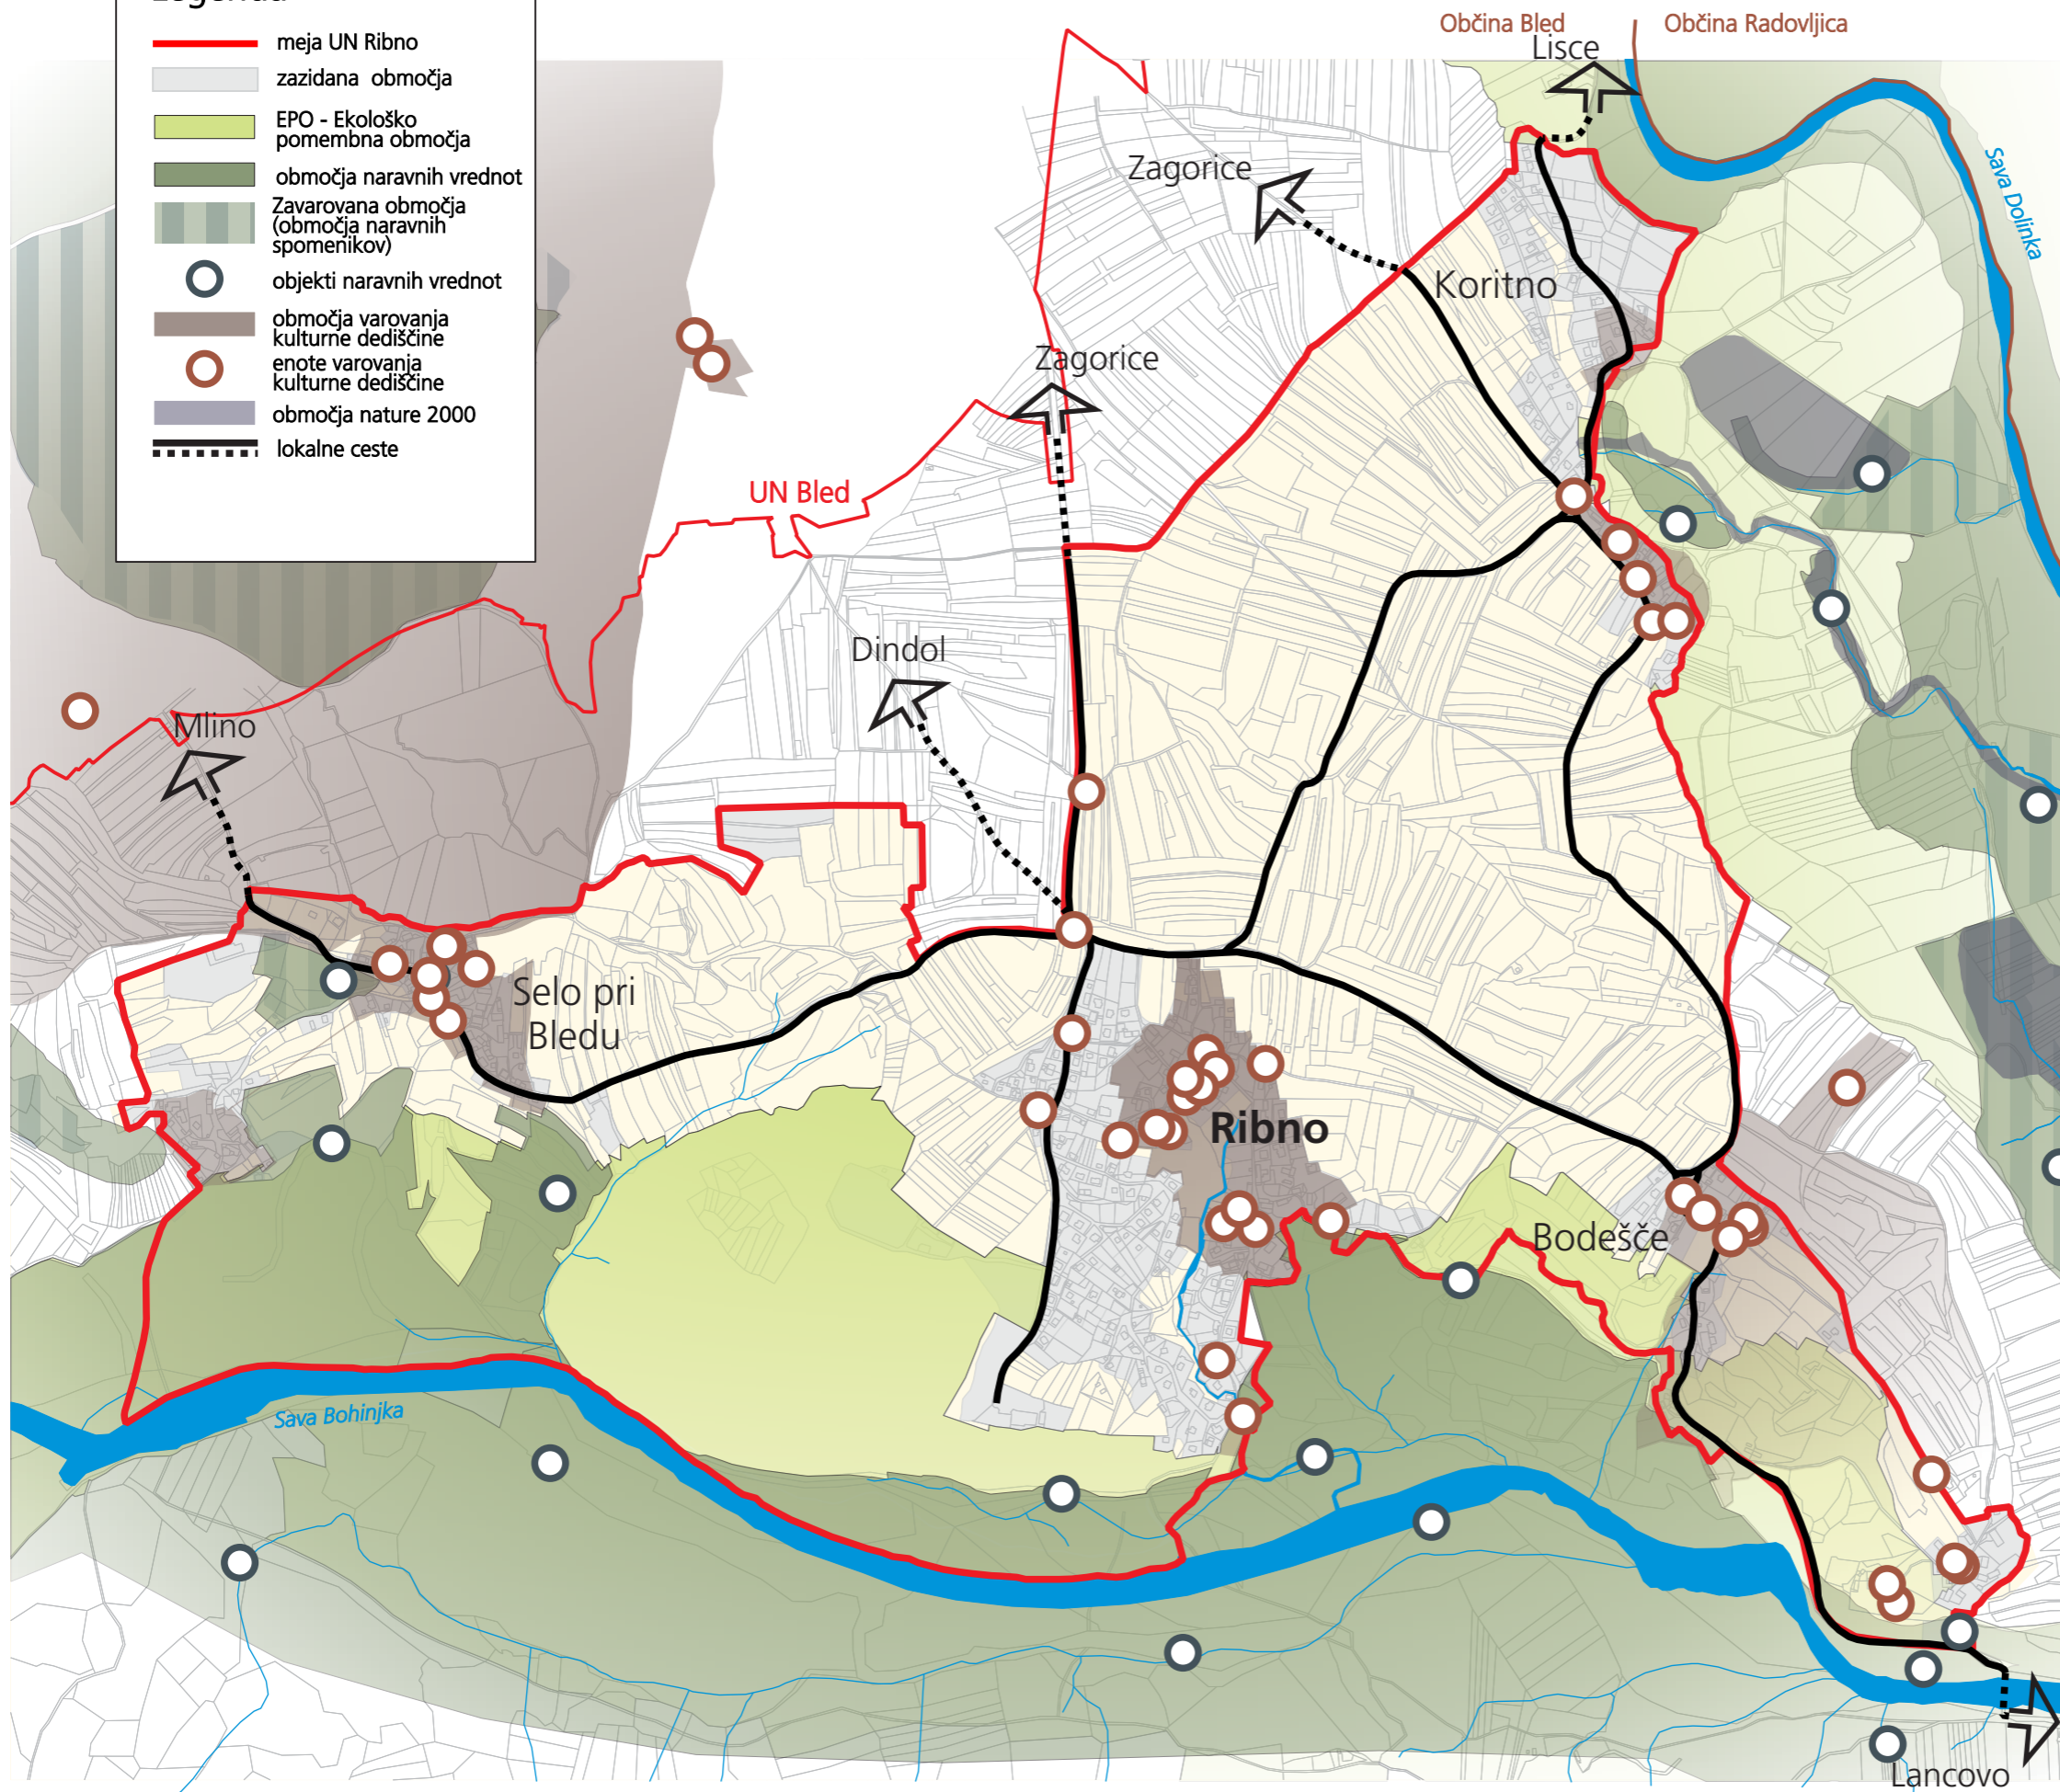 meja UN Ribno
zazidana območja
EPO - Ekološko
pomembna območja
območja naravnih vrednot
Zavarovana območja
(območja naravnih
spomenikov)
objekti naravnih vrednot
območja varovanja
kulturne dediščine
enote varovanja
kulturne dediščine
območja nature 2000
lokalne ceste
Občina Bled
Občina Radovljica
Lisce
Sava Dolinka
Zagorice
Koritno
Zagorice
UN Bled
Dindol
Mlino
Selo pri
Bledu
Ribno
Bodešče
Sava Bohinjka
Lancovo